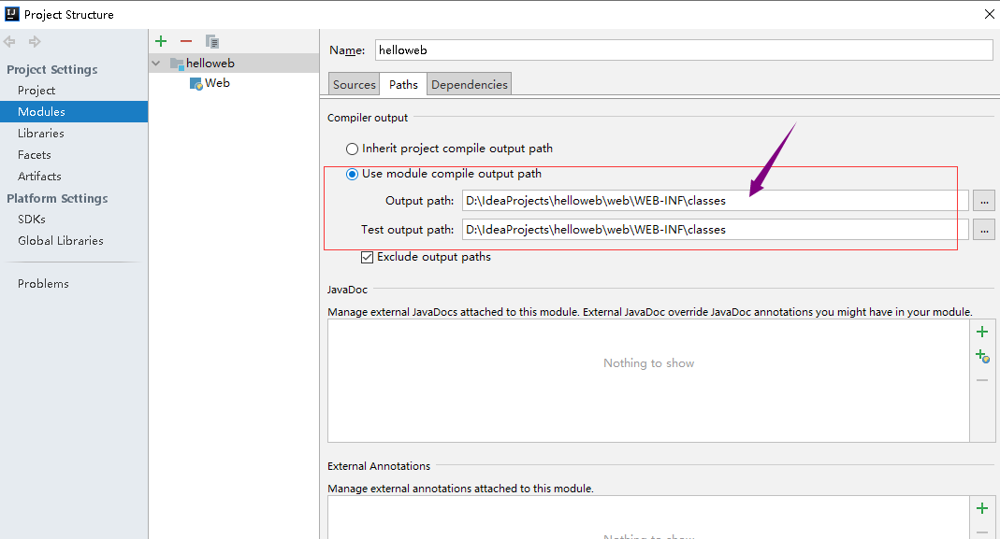 Project Structure
Project Settings
Project
Modules
Libraries
Facets
Artifacts
Platform Settings
SDKs
Global Libraries
Problems
helloweb
Web
Name: helloweb
Sources Paths Dependencies
Compiler output
Inherit project compile output path
Use module compile output path
Output path: D:\IdeaProjects\helloweb\web\WEB-INF\classes ...
Test output path: D:\IdeaProjects\helloweb\web\WEB-INF\classes ...
Exclude output paths
JavaDoc
Manage external JavaDocs attached to this module. External JavaDoc override JavaDoc annotations you might have in your module.
Nothing to show
External Annotations
Manage external annotations attached to this module.
Nothing to show